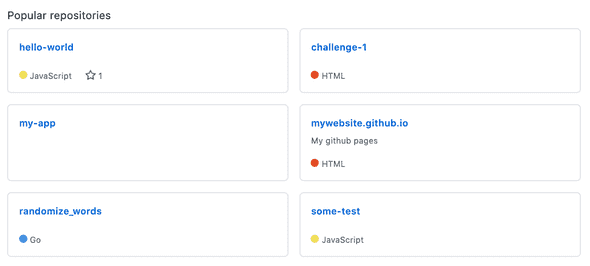 Popular repositories
hello-world
JavaScript 1
challenge-1
HTML
my-app
mywebsite.github.io
My github pages
HTML
randomize_words
Go
some-test
JavaScript